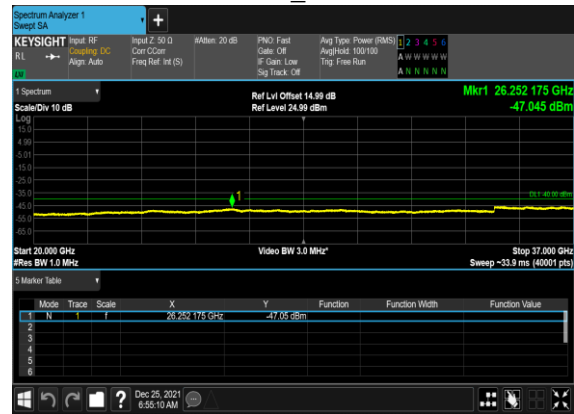 Spectrum Analyzer 1
Swept SA
KEYSIGHT Input: RF Input Z: 50 Ω #Atten: 20 dB PNO: Fast Avg Type: Power (RMS) 1 2 3 4 5 6
RL Coupling: DC Corr CCorr Gate: Off Avg|Hold: 100/100 A W W W W W
Align: Auto Freq Ref: Int (S) IF Gain: Low Trig: Free Run
Sig Track: Off A N N N N N
1 Spectrum Ref Lvl Offset 14.99 dB Mkr1 26.252 175 GHz
Scale/Div 10 dB Ref Level 24.99 dBm -47.045 dBm
Log
15.0
4.99
-5.01
-15.0
-25.0
-35.0 1 DL1 -40.00 dBm
-45.0
-55.0
-65.0
Start 20.000 GHz Video BW 3.0 MHz* Stop 37.000 GHz
#Res BW 1.0 MHz Sweep ~33.9 ms (40001 pts)
5 Marker Table
Mode Trace Scale X Y Function Function Width Function Value
1 N 1 f 26.252 175 GHz -47.05 dBm
2
3
4
5
6
? Dec 25, 2021
6:55:10 AM